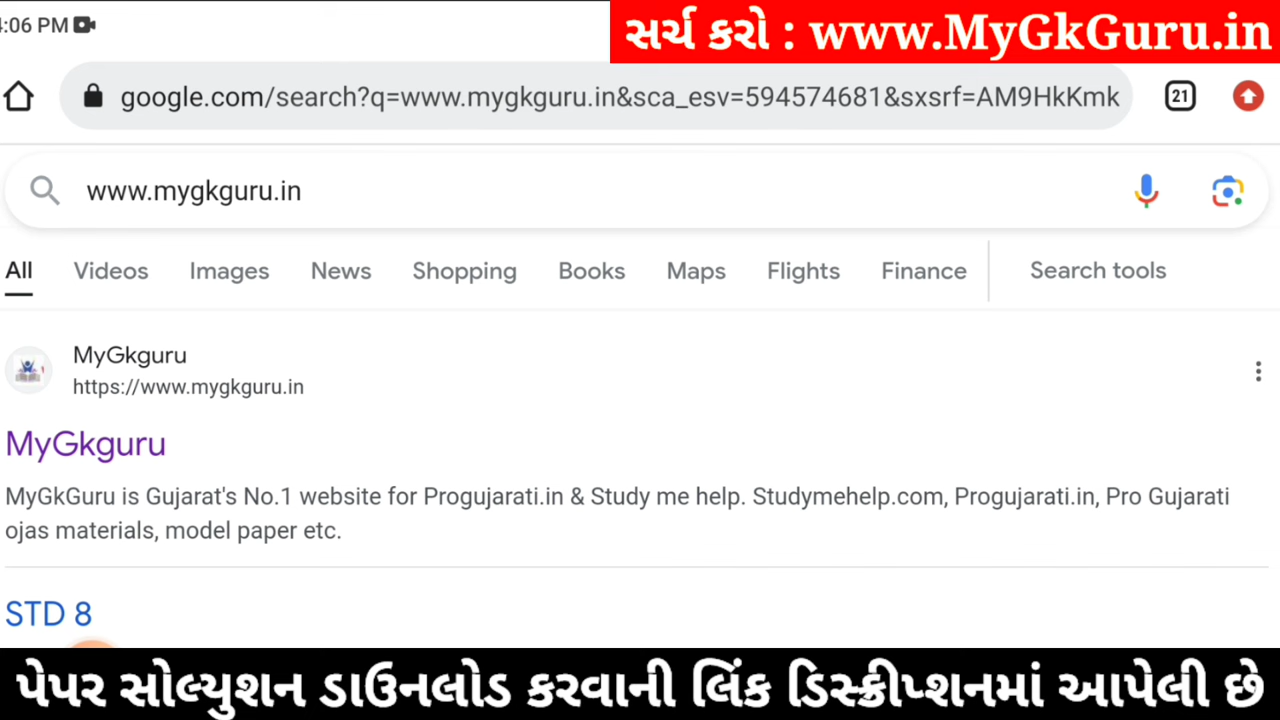 :06 PM
સર્ચ કરો : www.MyGkGuru.in
google.com/search?q=www.mygkguru.in&sca_esv=594574681&sxsrf=AM9HkKmk
21
www.mygkguru.in
All Videos Images News Shopping Books Maps Flights Finance Search tools
MyGkguru
https://www.mygkguru.in
MyGkguru
MyGkGuru is Gujarat's No.1 website for Progujarati.in & Study me help. Studymehelp.com, Progujarati.in, Pro Gujarati
ojas materials, model paper etc.
STD 8
પેપર સોલ્યુશન ડાઉનલોડ કરવાની લિંક ડિસ્ક્રીપ્શનમાં આપેલી છે